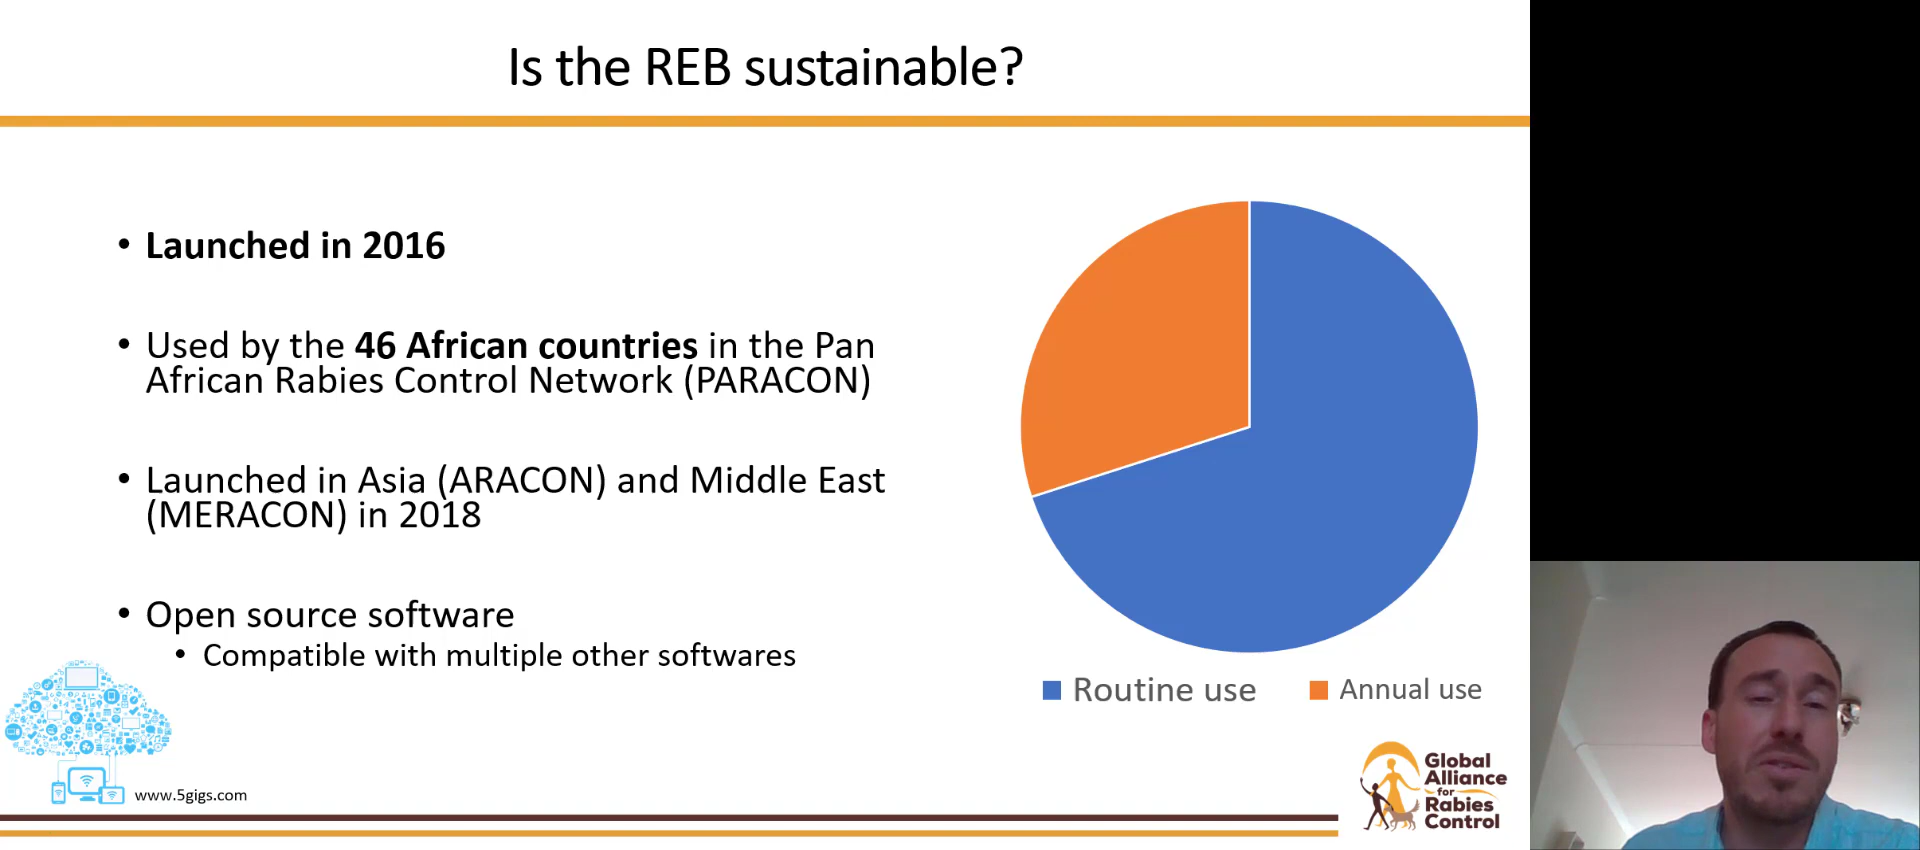 Is the REB sustainable?
• Launched in 2016
• Used by the 46 African countries in the Pan
African Rabies Control Network (PARACON)
• Launched in Asia (ARACON) and Middle East
(MERACON) in 2018
• Open source software
• Compatible with multiple other softwares
Routine use
Annual use
www.5gigs.com
Global
Alliance
for
Rabies
Control